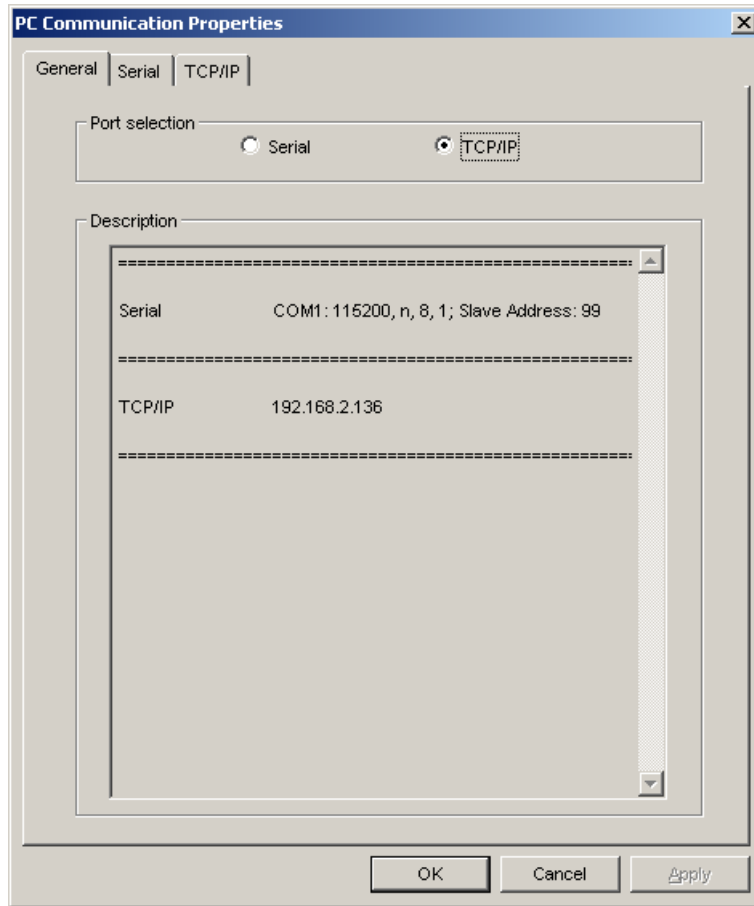 PC Communication Properties
General Serial TCP/IP
Port selection
Serial TCP/IP
Description
=====================================================
Serial COM1: 115200, n, 8, 1; Slave Address: 99
=====================================================
TCP/IP 192.168.2.136
=====================================================
OK Cancel Apply